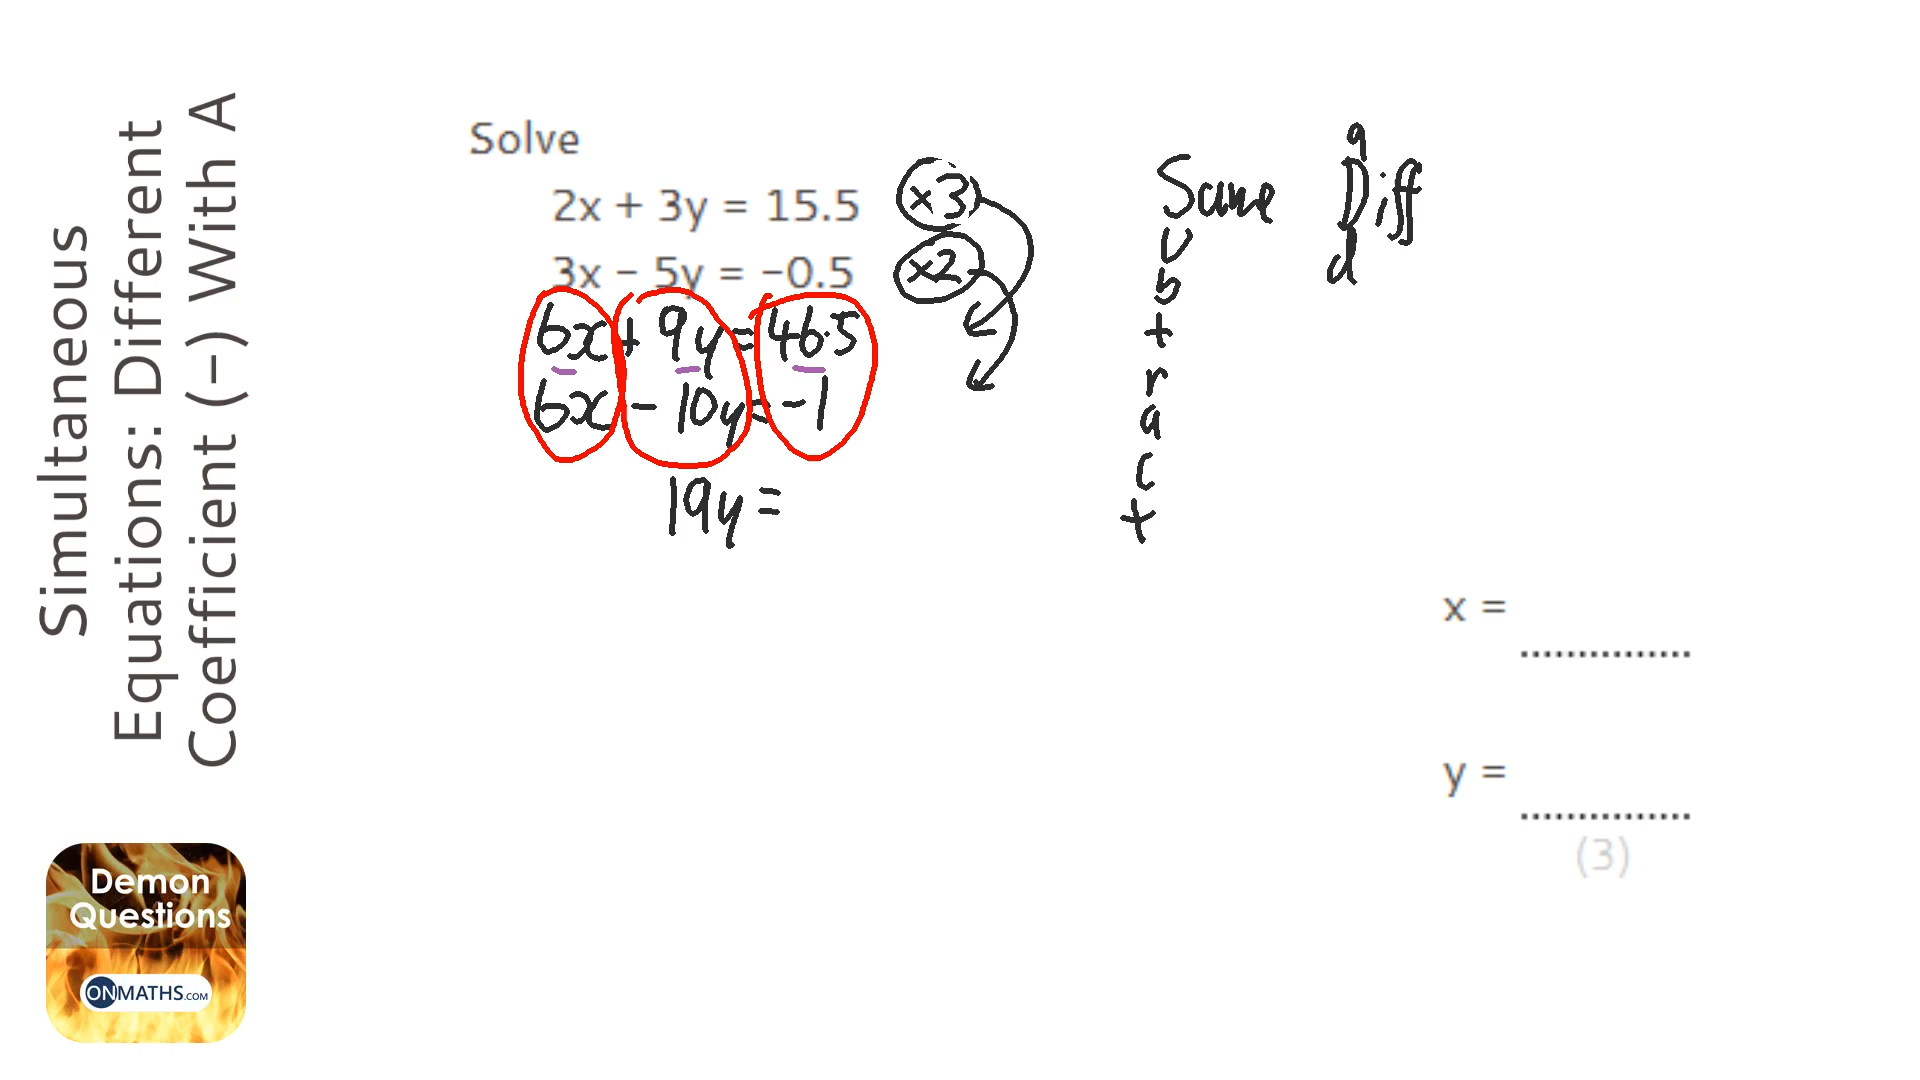 Simultaneous
Equations: Different
Coefficient (−) With A
Solve
2x + 3y = 15.5 ×3
3x − 5y = −0.5 ×2
6x + 9y = 46.5
6x − 10y = −1
19y =
Same Diff
u
b
t
r
a
c
t
a
d
x =
y =
(3)
Demon
Questions
ONMATHS.COM